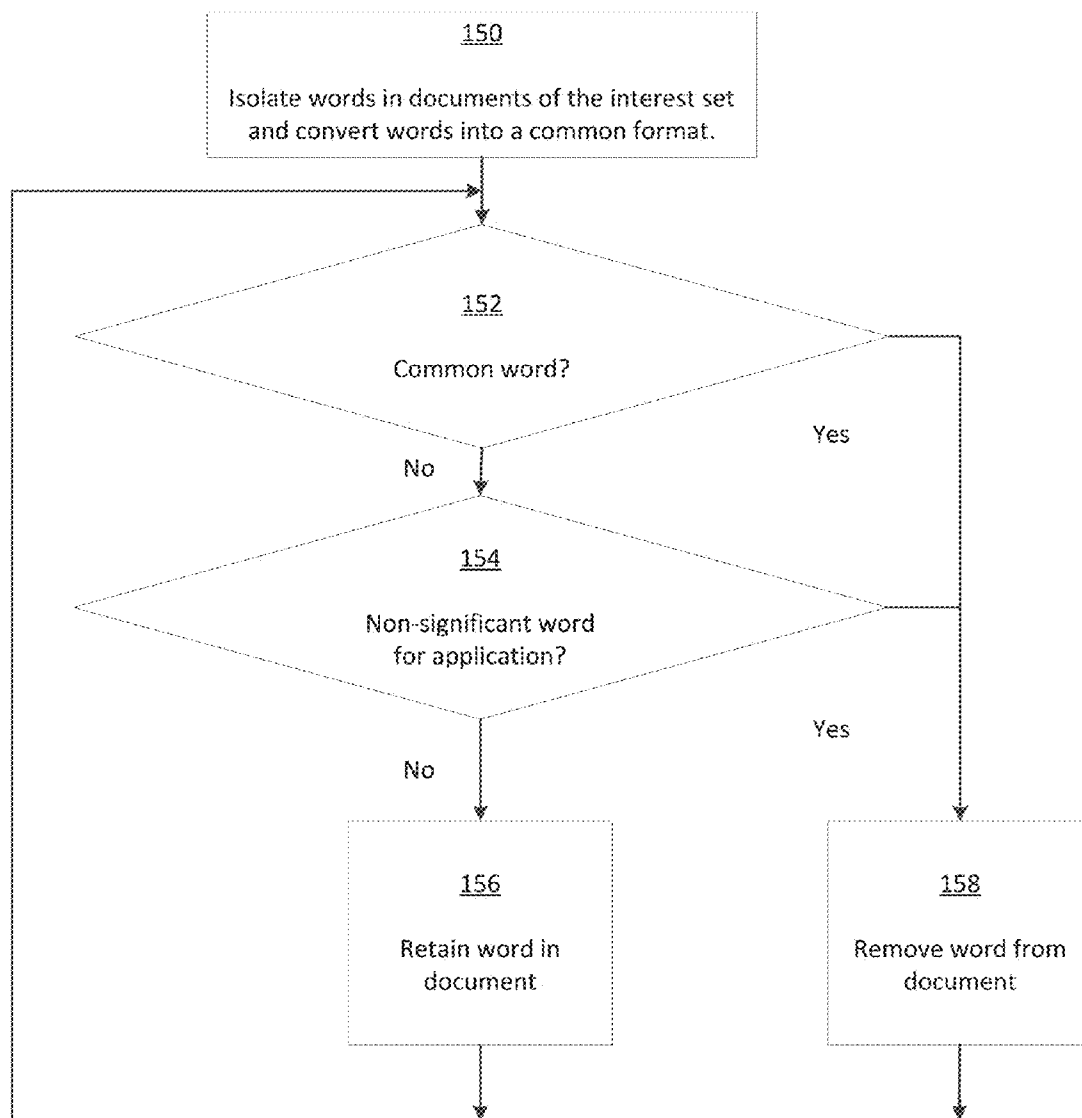 150
Isolate words in documents of the interest set
and convert words into a common format.
152
Common word?
Yes
No
154
Non-significant word
for application?
Yes
No
156
Retain word in
document
158
Remove word from
document